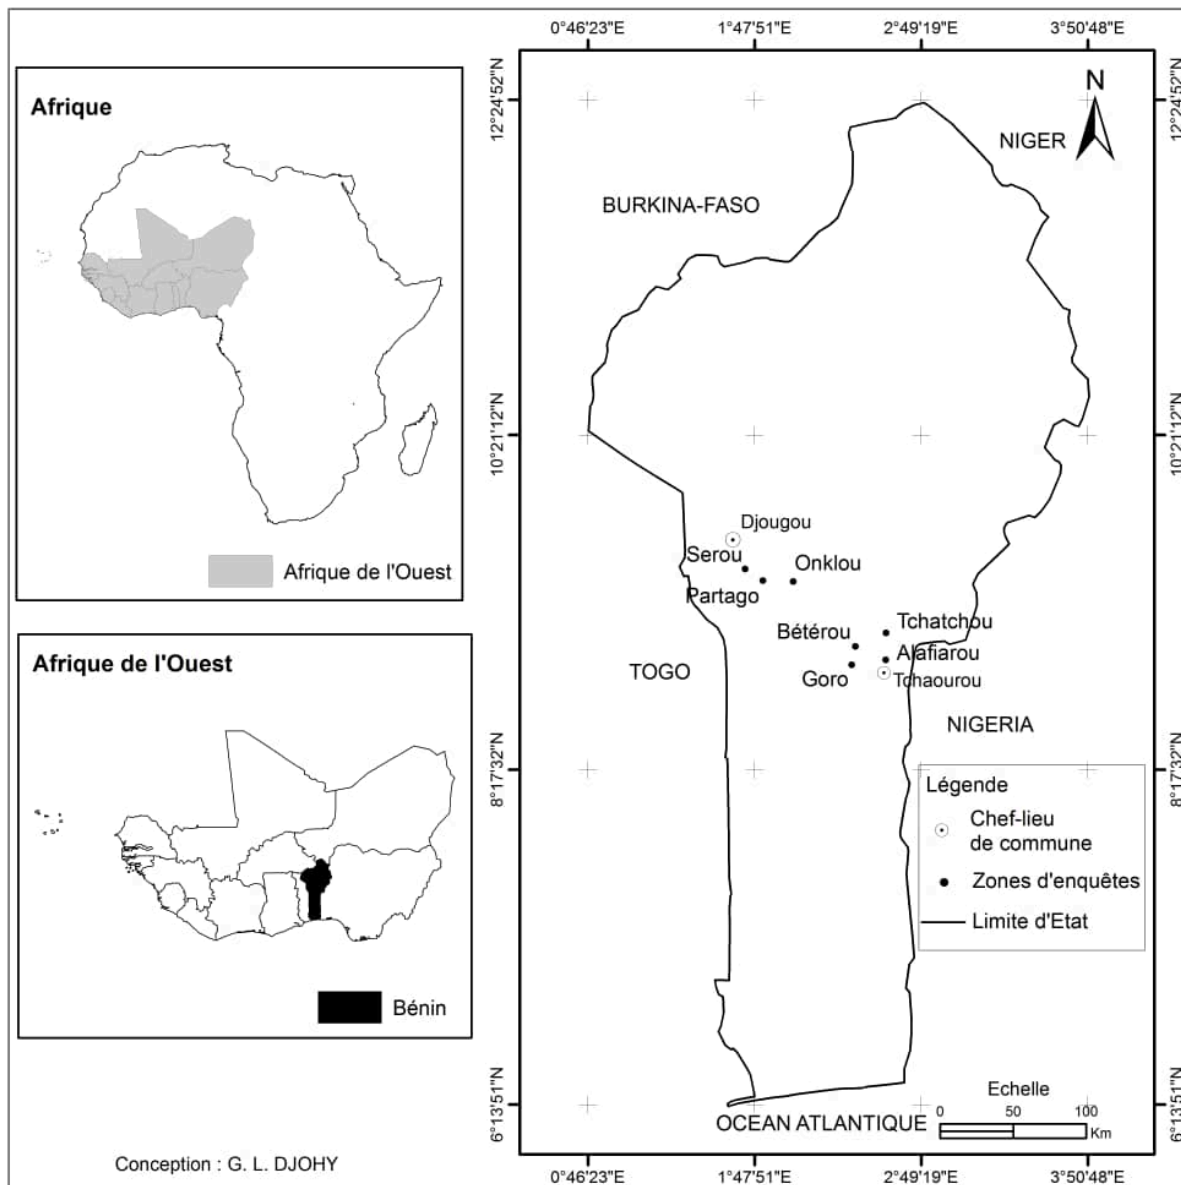 Afrique
Afrique de l'Ouest
Afrique de l'Ouest
Bénin
Conception : G. L. DJOHY
0°46'23"E
1°47'51"E
2°49'19"E
3°50'48"E
12°24'52"N
12°24'52"N
N
NIGER
BURKINA-FASO
10°21'12"N
10°21'12"N
Djougou
Serou
Onklou
Partago
Tchatchou
Bétérou
Alafiarou
TOGO
Goro
Tchaourou
NIGERIA
8°17'32"N
8°17'32"N
Légende
Chef-lieu
de commune
Zones d'enquêtes
Limite d'Etat
6°13'51"N
6°13'51"N
Echelle
0 50 100
Km
OCEAN ATLANTIQUE
0°46'23"E
1°47'51"E
2°49'19"E
3°50'48"E